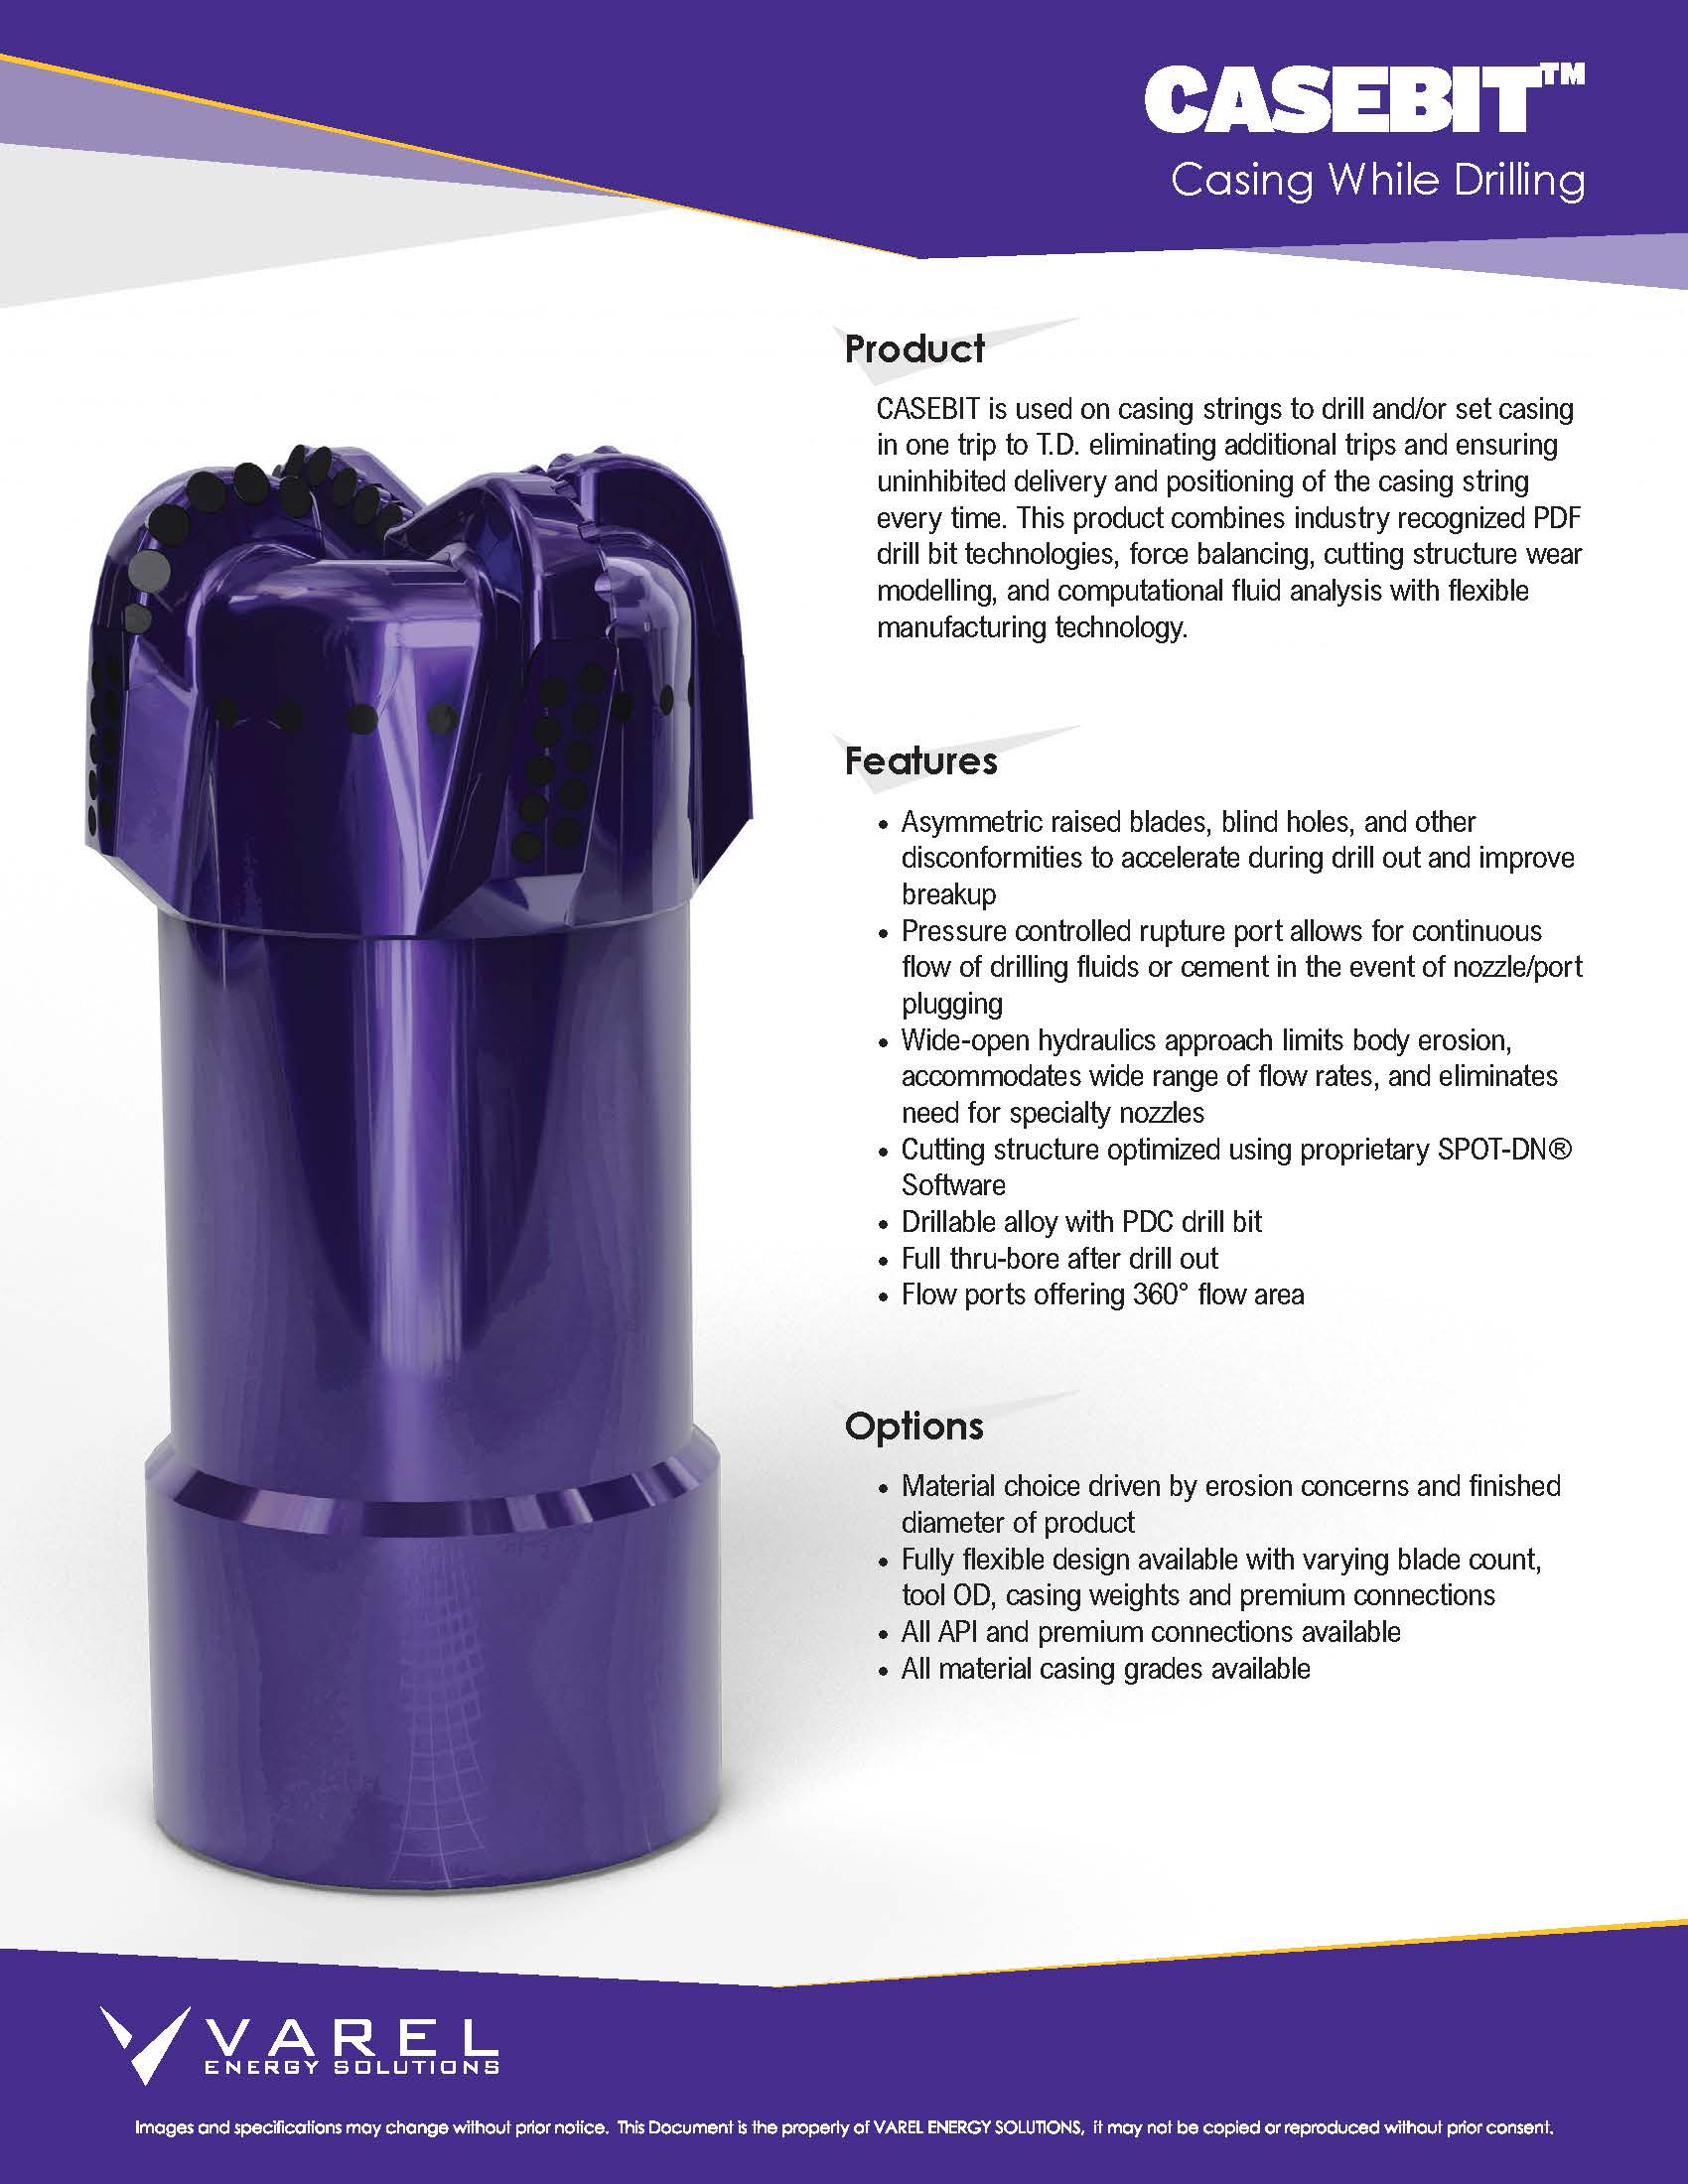 CASEBIT™
Casing While Drilling
Product
CASEBIT is used on casing strings to drill and/or set casing
in one trip to T.D. eliminating additional trips and ensuring
uninhibited delivery and positioning of the casing string
every time. This product combines industry recognized PDF
drill bit technologies, force balancing, cutting structure wear
modelling, and computational fluid analysis with flexible
manufacturing technology.
Features
• Asymmetric raised blades, blind holes, and other
disconformities to accelerate during drill out and improve
breakup
• Pressure controlled rupture port allows for continuous
flow of drilling fluids or cement in the event of nozzle/port
plugging
• Wide-open hydraulics approach limits body erosion,
accommodates wide range of flow rates, and eliminates
need for specialty nozzles
• Cutting structure optimized using proprietary SPOT-DN®
Software
• Drillable alloy with PDC drill bit
• Full thru-bore after drill out
• Flow ports offering 360° flow area
Options
• Material choice driven by erosion concerns and finished
diameter of product
• Fully flexible design available with varying blade count,
tool OD, casing weights and premium connections
• All API and premium connections available
• All material casing grades available
VAREL
ENERGY SOLUTIONS
Images and specifications may change without prior notice. This Document is the property of VAREL ENERGY SOLUTIONS, it may not be copied or reproduced without prior consent.